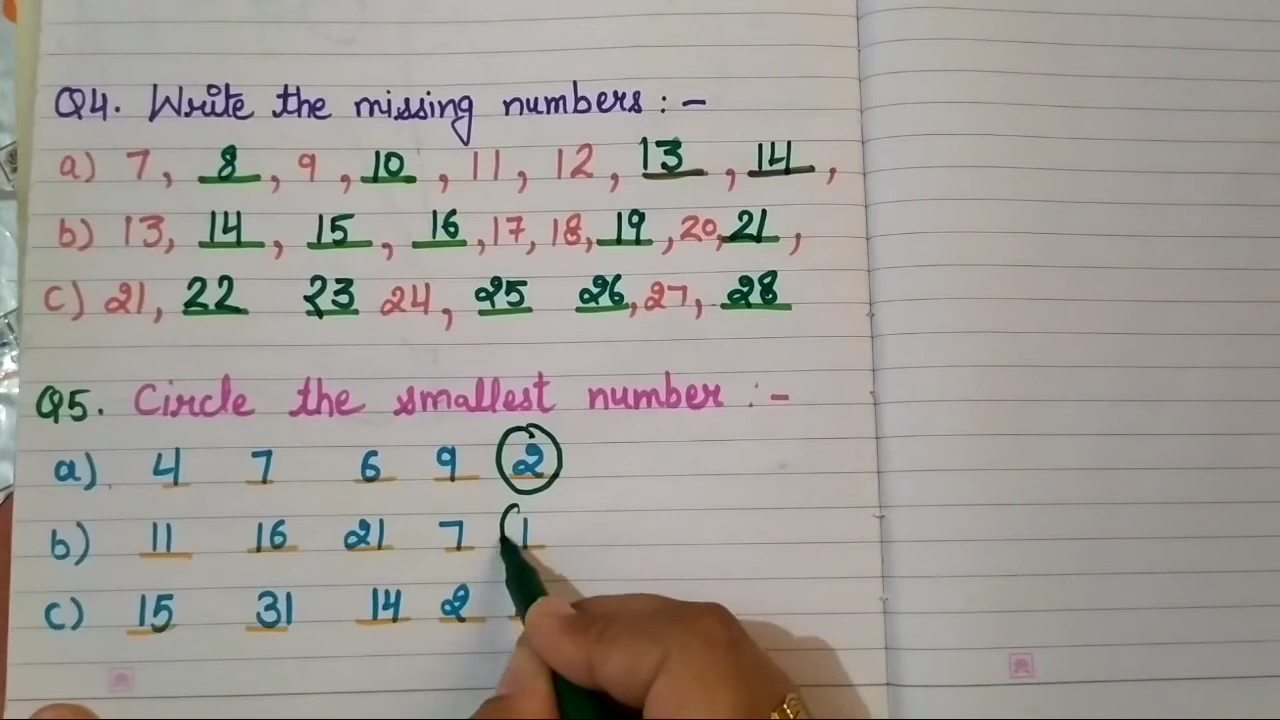 Q4. Write the missing numbers :-
a) 7, 8, 9, 10, 11, 12, 13, 14,
b) 13, 14, 15, 16, 17, 18, 19, 20, 21,
c) 21, 22 23 24, 25 26, 27, 28
Q5. Circle the smallest number :-
a) 4 7 6 9 2
b) 11 16 21 7 1
c) 15 31 14 2